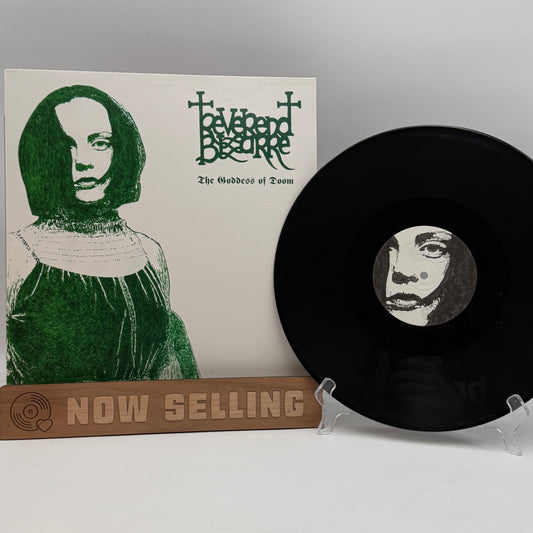 Reverend
Bizarre
The Goddess of Doom
NOW SELLING